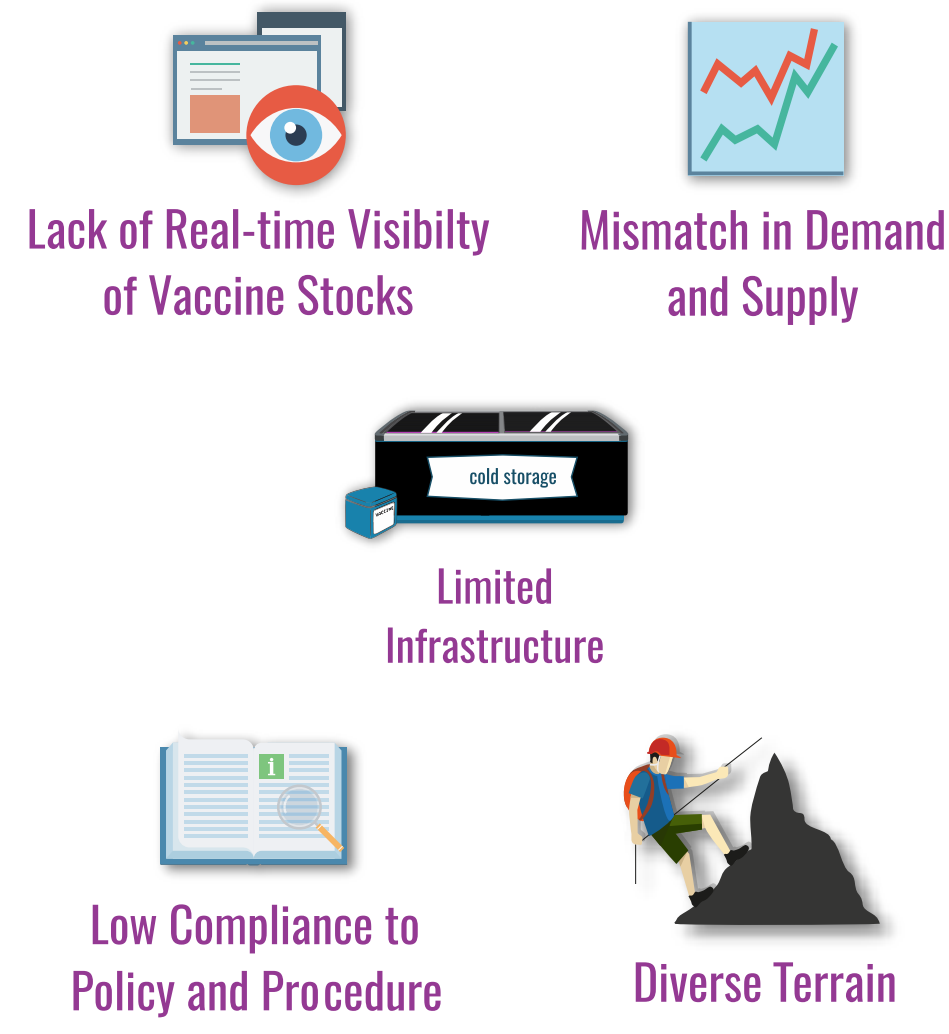 Lack of Real-time Visibilty
of Vaccine Stocks
Mismatch in Demand
and Supply
cold storage
VACCINE
Limited
Infrastructure
i
Low Compliance to
Policy and Procedure
Diverse Terrain